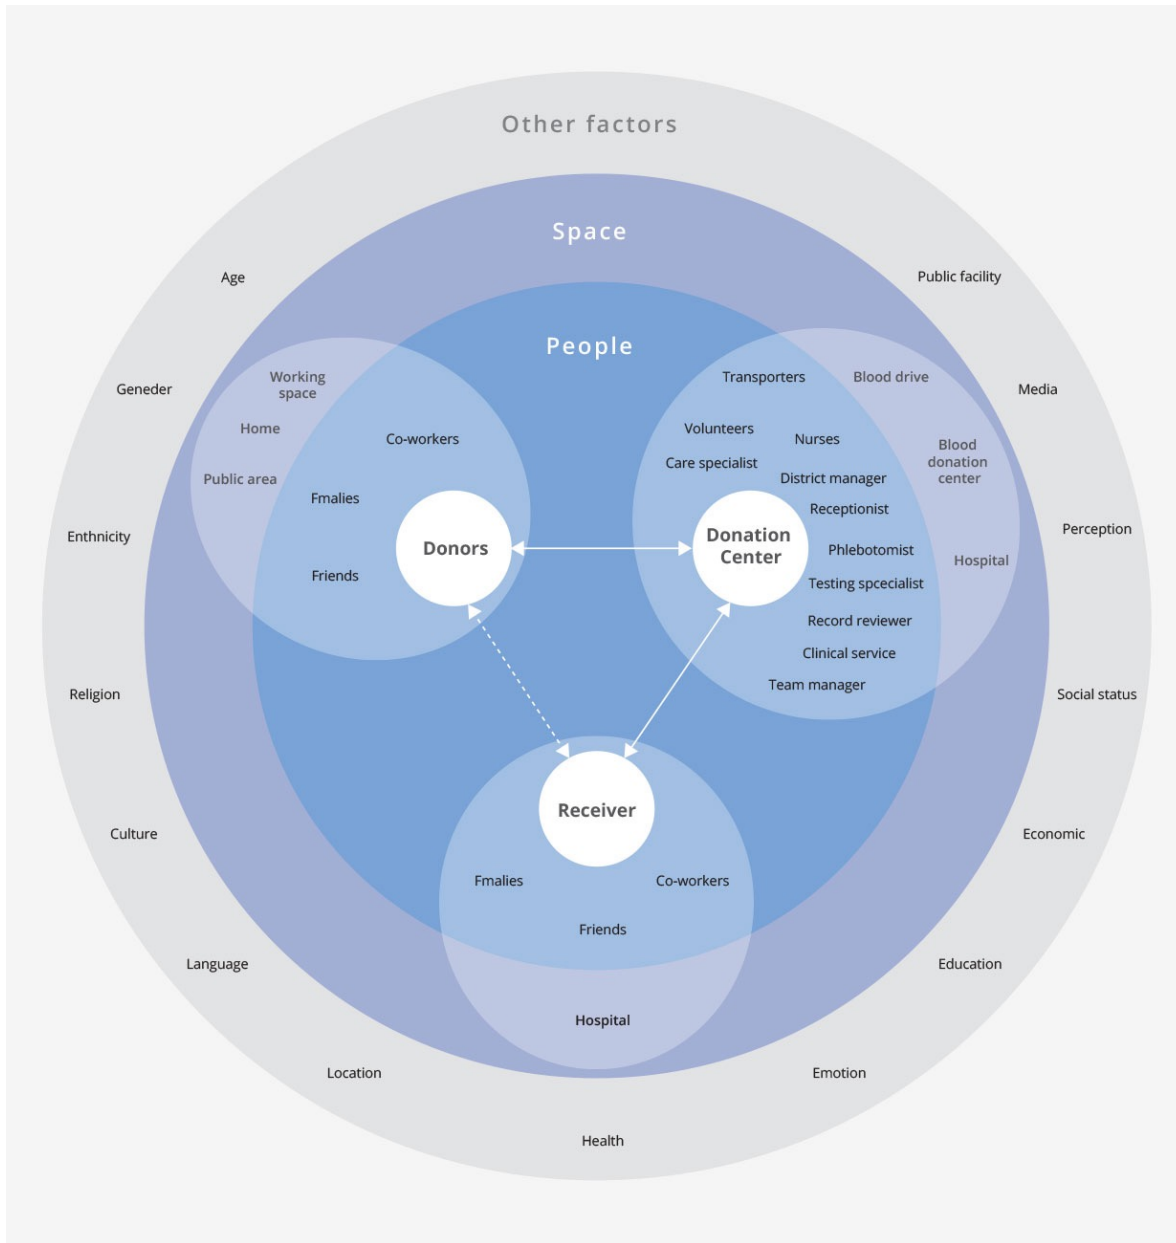 Other factors
Space
People
Age
Public facility
Geneder
Media
Enthnicity
Perception
Religion
Social status
Culture
Economic
Language
Education
Location
Emotion
Health
Working
space
Home
Public area
Co-workers
Fmalies
Friends
Donors
Transporters
Volunteers
Nurses
Care specialist
District manager
Receptionist
Donation
Center
Phlebotomist
Testing spcecialist
Record reviewer
Clinical service
Team manager
Blood drive
Blood
donation
center
Hospital
Receiver
Fmalies
Co-workers
Friends
Hospital